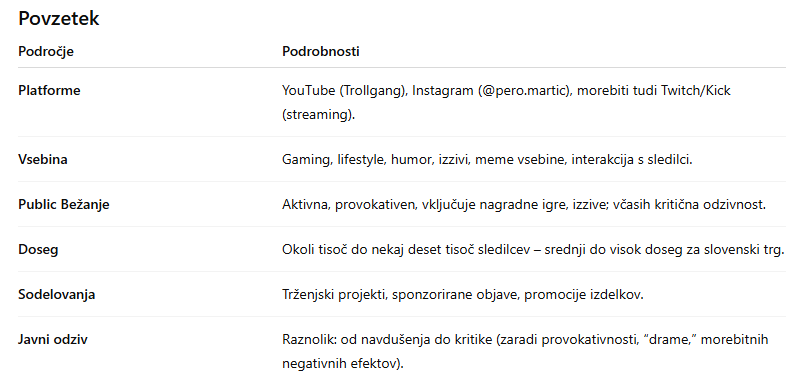 Povzetek
Področje Podrobnosti
Platforme YouTube (Trollgang), Instagram (@pero.martic), morebiti tudi Twitch/Kick
(streaming).
Vsebina Gaming, lifestyle, humor, izzivi, meme vsebine, interakcija s sledilci.
Public Bežanje Aktivna, provokativen, vključuje nagradne igre, izzive; včasih kritična odzivnost.
Doseg Okoli tisoč do nekaj deset tisoč sledilcev – srednji do visok doseg za slovenski trg.
Sodelovanja Trženjski projekti, sponzorirane objave, promocije izdelkov.
Javni odziv Raznolik: od navdušenja do kritike (zaradi provokativnosti, “drame,” morebitnih
negativnih efektov).